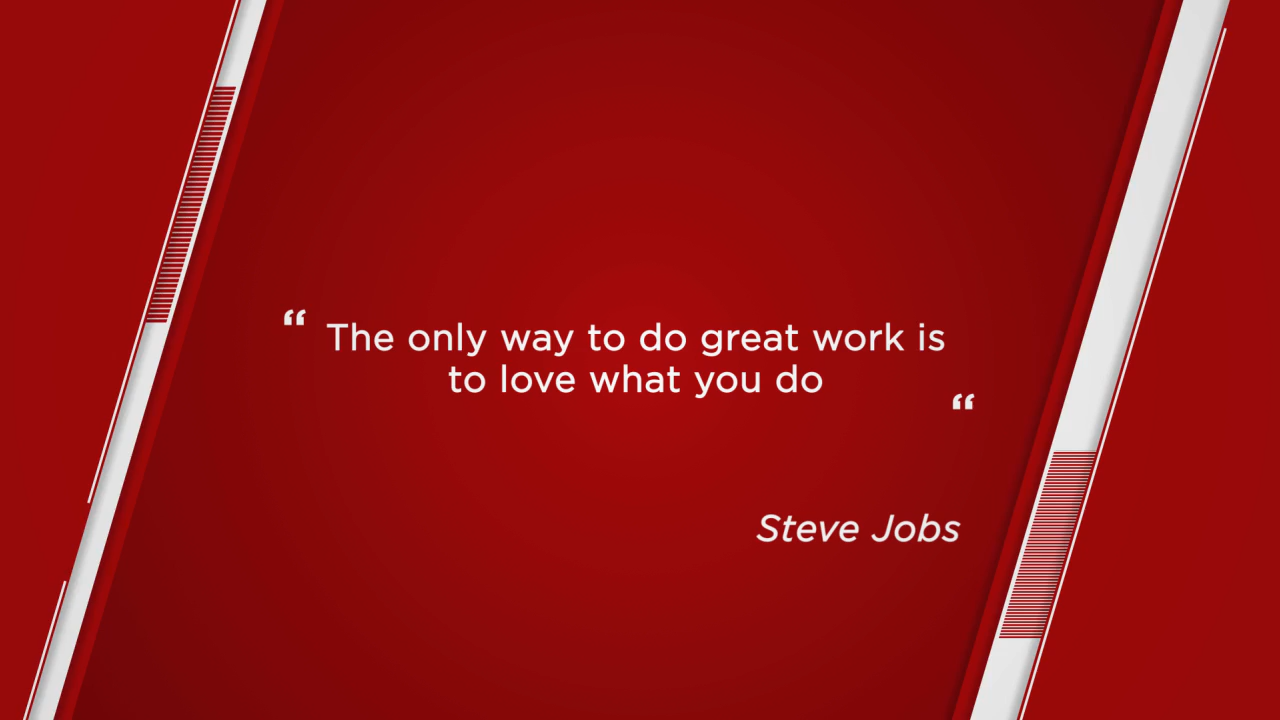 “ The only way to do great work is
to love what you do “
Steve Jobs